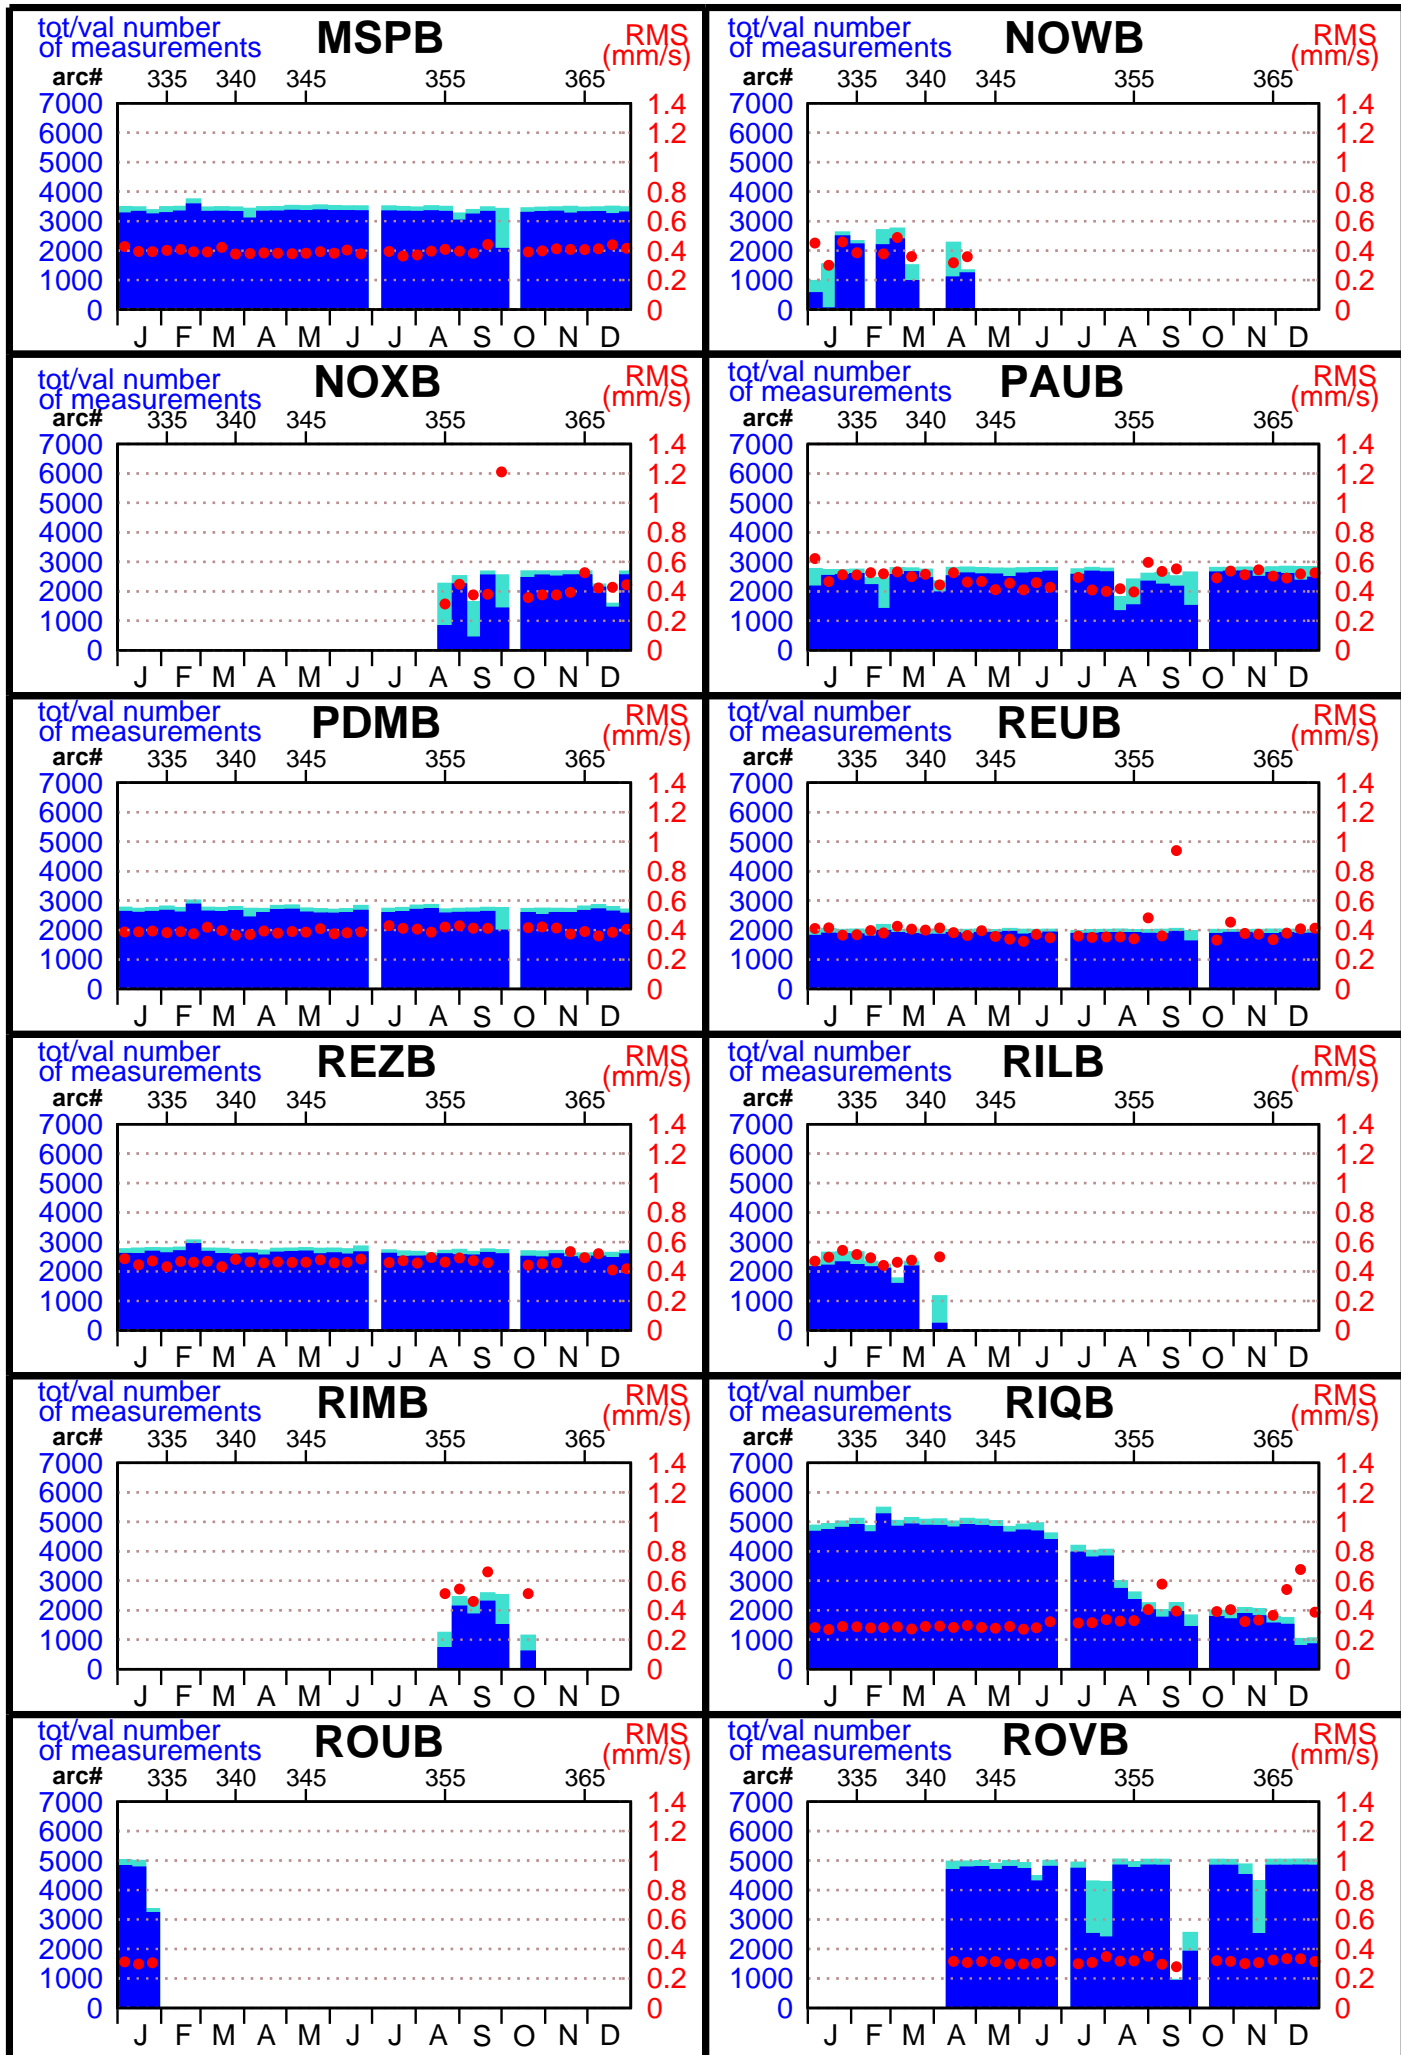 tot/val number MSPB RMS
of measurements (mm/s)
arc# 335 340 345 355 365
7000 1.4
6000 1.2
5000 1
4000 0.8
3000 0.6
2000 0.4
1000 0.2
0 0
J F M A M J J A S O N D
tot/val number NOWB RMS
of measurements (mm/s)
arc# 335 340 345 355 365
7000 1.4
6000 1.2
5000 1
4000 0.8
3000 0.6
2000 0.4
1000 0.2
0 0
J F M A M J J A S O N D
tot/val number NOXB RMS
of measurements (mm/s)
arc# 335 340 345 355 365
7000 1.4
6000 1.2
5000 1
4000 0.8
3000 0.6
2000 0.4
1000 0.2
0 0
J F M A M J J A S O N D
tot/val number PAUB RMS
of measurements (mm/s)
arc# 335 340 345 355 365
7000 1.4
6000 1.2
5000 1
4000 0.8
3000 0.6
2000 0.4
1000 0.2
0 0
J F M A M J J A S O N D
tot/val number PDMB RMS
of measurements (mm/s)
arc# 335 340 345 355 365
7000 1.4
6000 1.2
5000 1
4000 0.8
3000 0.6
2000 0.4
1000 0.2
0 0
J F M A M J J A S O N D
tot/val number REUB RMS
of measurements (mm/s)
arc# 335 340 345 355 365
7000 1.4
6000 1.2
5000 1
4000 0.8
3000 0.6
2000 0.4
1000 0.2
0 0
J F M A M J J A S O N D
tot/val number REZB RMS
of measurements (mm/s)
arc# 335 340 345 355 365
7000 1.4
6000 1.2
5000 1
4000 0.8
3000 0.6
2000 0.4
1000 0.2
0 0
J F M A M J J A S O N D
tot/val number RILB RMS
of measurements (mm/s)
arc# 335 340 345 355 365
7000 1.4
6000 1.2
5000 1
4000 0.8
3000 0.6
2000 0.4
1000 0.2
0 0
J F M A M J J A S O N D
tot/val number RIMB RMS
of measurements (mm/s)
arc# 335 340 345 355 365
7000 1.4
6000 1.2
5000 1
4000 0.8
3000 0.6
2000 0.4
1000 0.2
0 0
J F M A M J J A S O N D
tot/val number RIQB RMS
of measurements (mm/s)
arc# 335 340 345 355 365
7000 1.4
6000 1.2
5000 1
4000 0.8
3000 0.6
2000 0.4
1000 0.2
0 0
J F M A M J J A S O N D
tot/val number ROUB RMS
of measurements (mm/s)
arc# 335 340 345 355 365
7000 1.4
6000 1.2
5000 1
4000 0.8
3000 0.6
2000 0.4
1000 0.2
0 0
J F M A M J J A S O N D
tot/val number ROVB RMS
of measurements (mm/s)
arc# 335 340 345 355 365
7000 1.4
6000 1.2
5000 1
4000 0.8
3000 0.6
2000 0.4
1000 0.2
0 0
J F M A M J J A S O N D